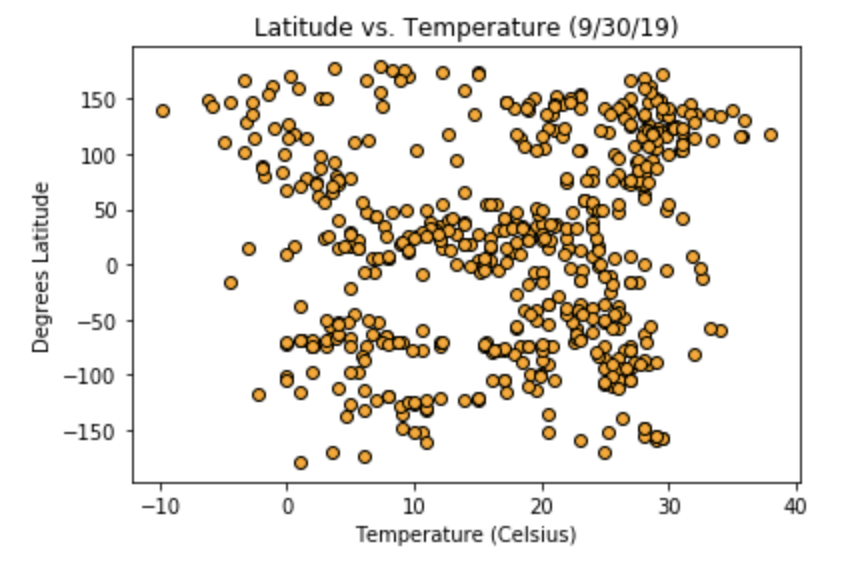 Latitude vs. Temperature (9/30/19)
Degrees Latitude
150
100
50
0
−50
−100
−150
−10 0 10 20 30 40
Temperature (Celsius)